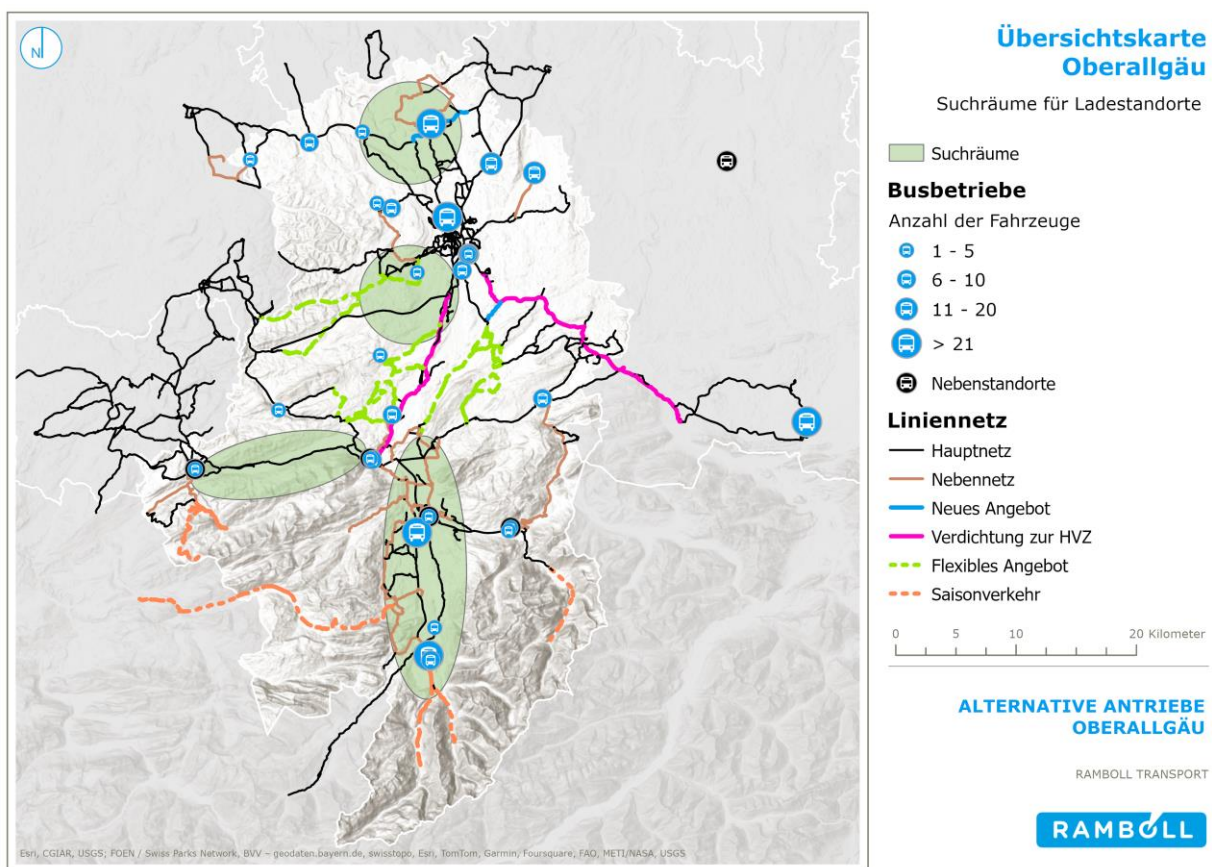 N
Übersichtskarte
Oberallgäu
Suchräume für Ladestandorte
Suchräume
Busbetriebe
Anzahl der Fahrzeuge
1 - 5
6 - 10
11 - 20
> 21
Nebenstandorte
Liniennetz
Hauptnetz
Nebennetz
Neues Angebot
Verdichtung zur HVZ
Flexibles Angebot
Saisonverkehr
0 5 10 20 Kilometer
ALTERNATIVE ANTRIEBE
OBERALLGÄU
RAMBOLL TRANSPORT
RAMBOLL
Esri, CGIAR, USGS; FOEN / Swiss Parks Network, BVV – geodaten.bayern.de, swisstopo, Esri, TomTom, Garmin, Foursquare, FAO, METI/NASA, USGS